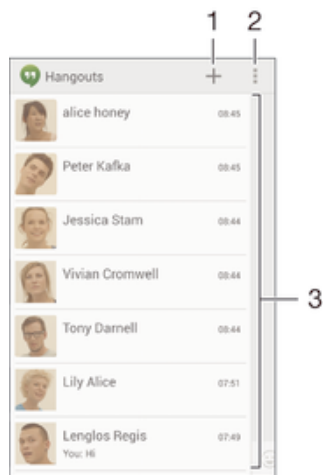 1 2
Hangouts
alice honey 08:45
Peter Kafka 08:45
Jessica Stam 08:44
3
Vivian Cromwell 08:44
Tony Darnell 08:44
Lily Alice 07:51
Lenglos Regis 07:49
You: Hi